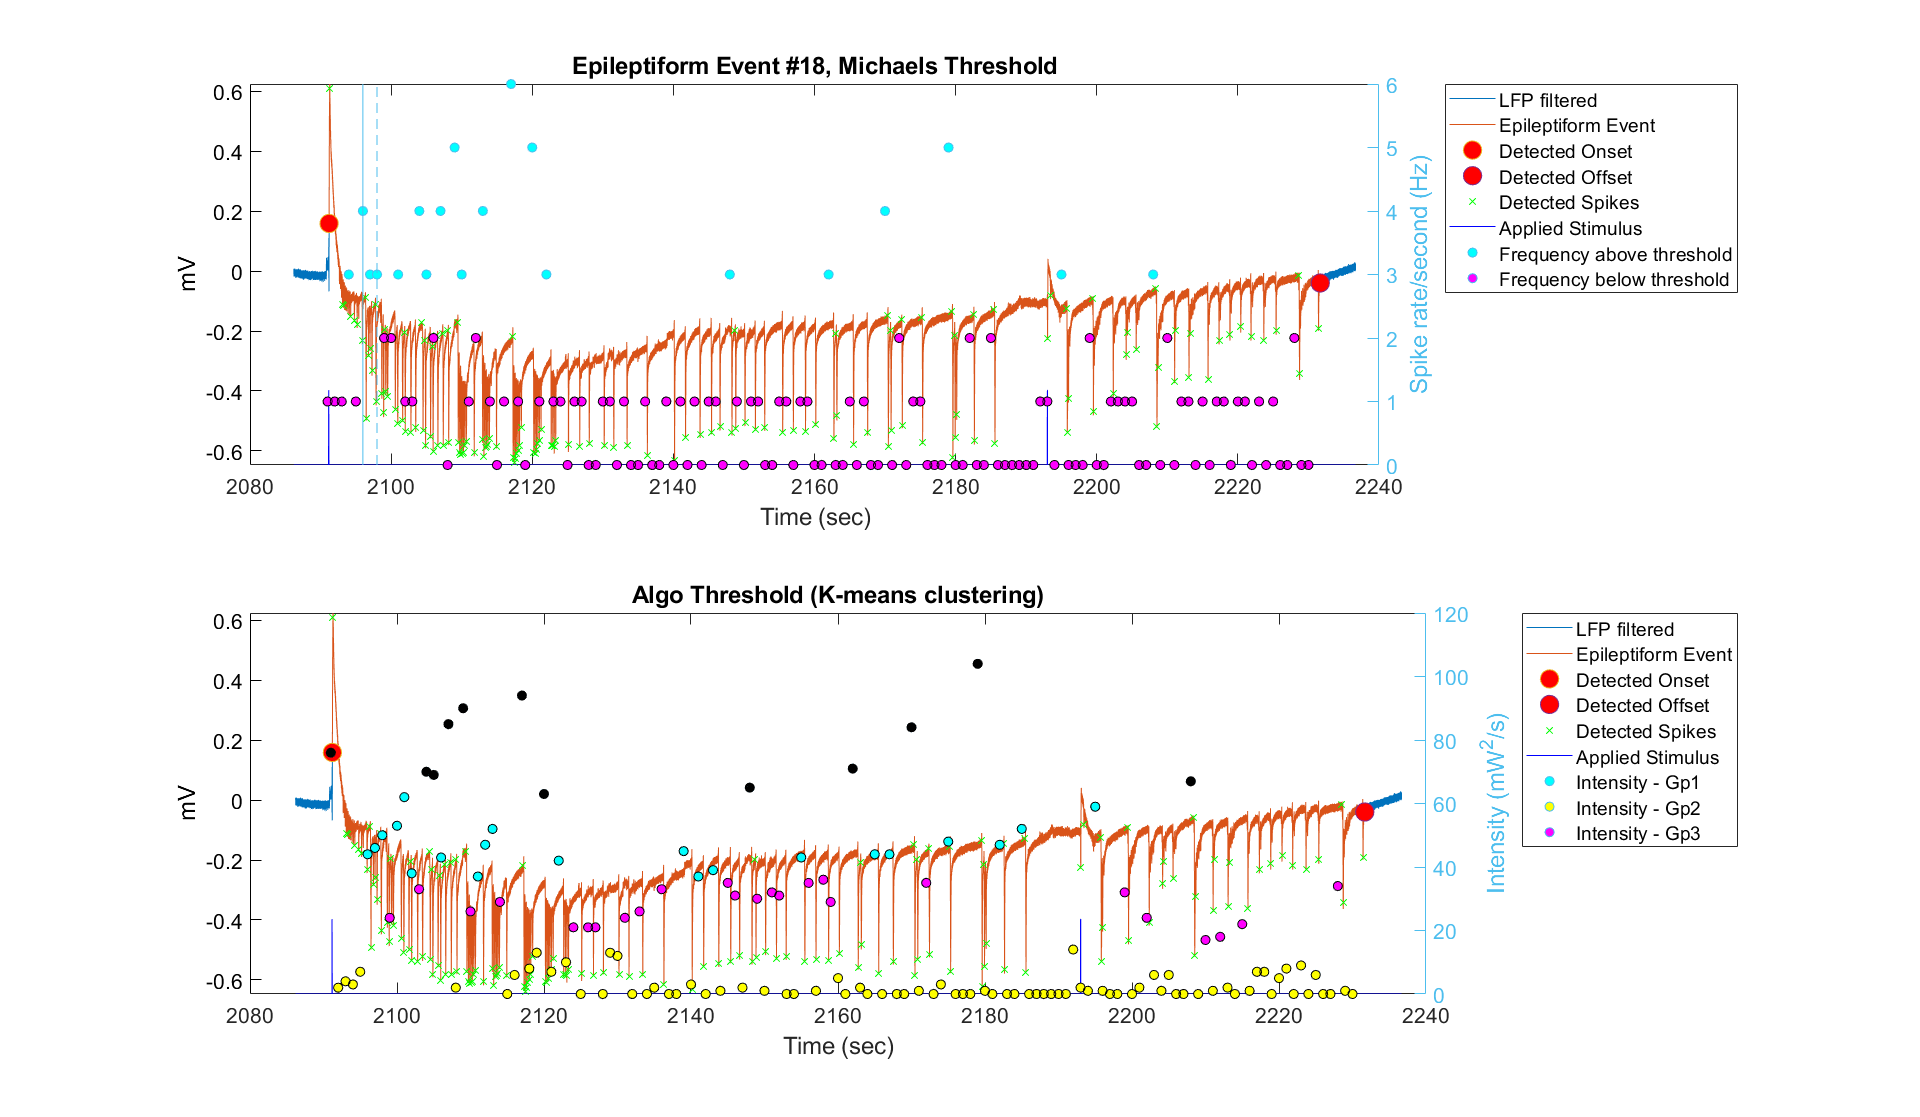 Epileptiform Event #18, Michaels Threshold
0.6
0.4
0.2
0
-0.2
-0.4
-0.6
mV
2080
2100
2120
2140
2160
2180
2200
2220
2240
Time (sec)
6
5
4
3
2
1
0
Spike rate/second (Hz)
LFP filtered
Epileptiform Event
Detected Onset
Detected Offset
Detected Spikes
Applied Stimulus
Frequency above threshold
Frequency below threshold
Algo Threshold (K-means clustering)
0.6
0.4
0.2
0
-0.2
-0.4
-0.6
mV
2080
2100
2120
2140
2160
2180
2200
2220
2240
Time (sec)
120
100
80
60
40
20
0
Intensity (mW²/s)
LFP filtered
Epileptiform Event
Detected Onset
Detected Offset
Detected Spikes
Applied Stimulus
Intensity - Gp1
Intensity - Gp2
Intensity - Gp3